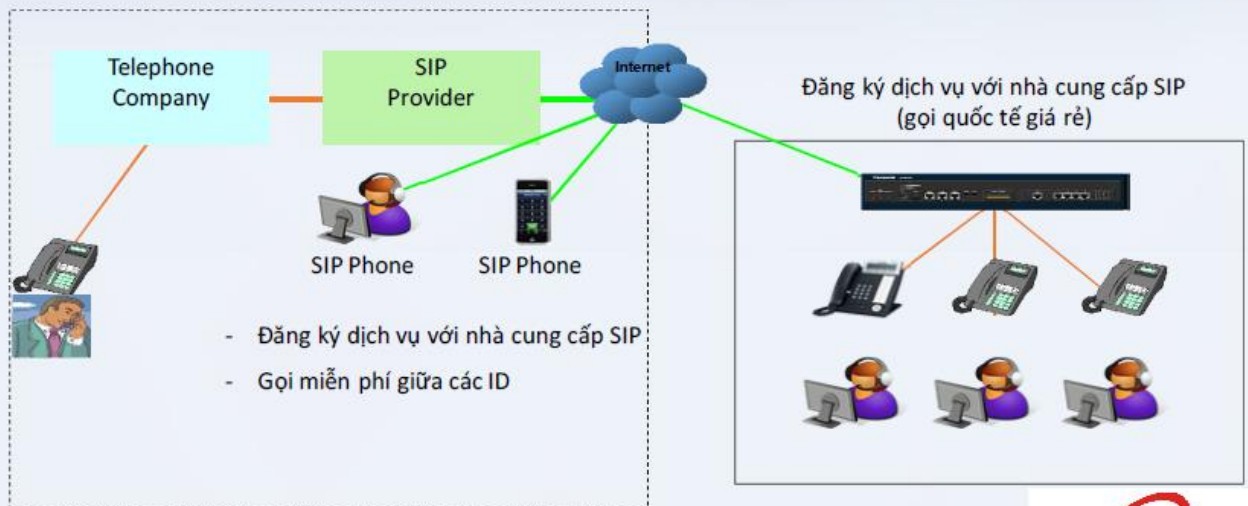 Telephone
Company
SIP
Provider
Internet
Đăng ký dịch vụ với nhà cung cấp SIP
(gọi quốc tế giá rẻ)
SIP Phone
SIP Phone
- Đăng ký dịch vụ với nhà cung cấp SIP
- Gọi miễn phí giữa các ID